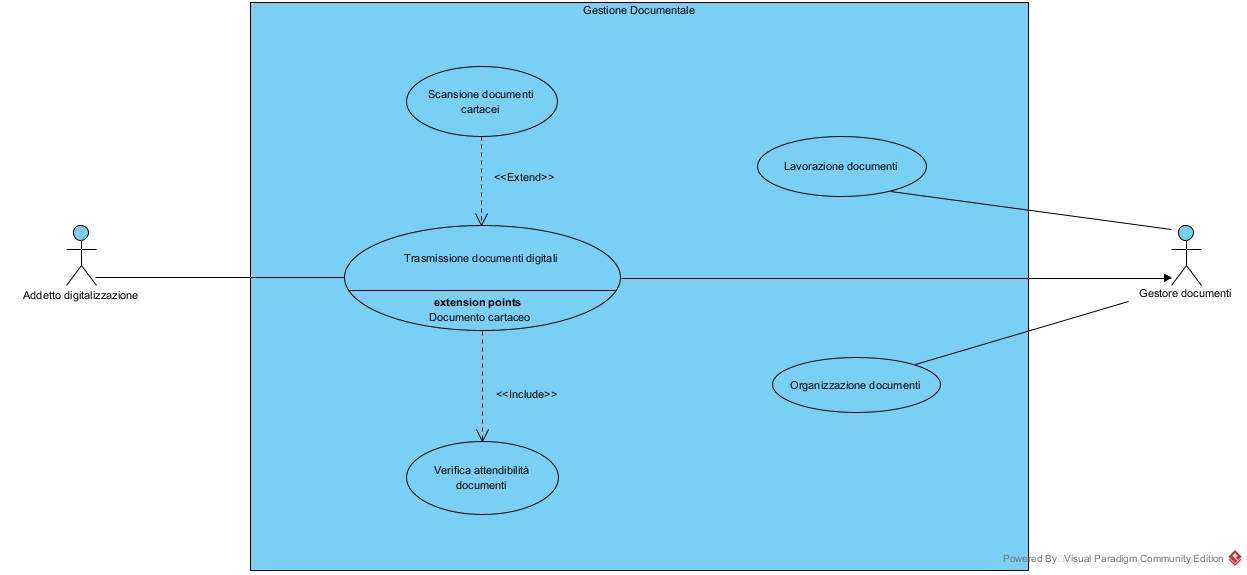 Gestione Documentale
Scansione documenti
cartacei
<<Extend>>
Lavorazione documenti
Trasmissione documenti digitali
extension points
Documento cartaceo
Addetto digitalizzazione
Gestore documenti
<<Include>>
Organizzazione documenti
Verifica attendibilità
documenti
Powered By Visual Paradigm Community Edition